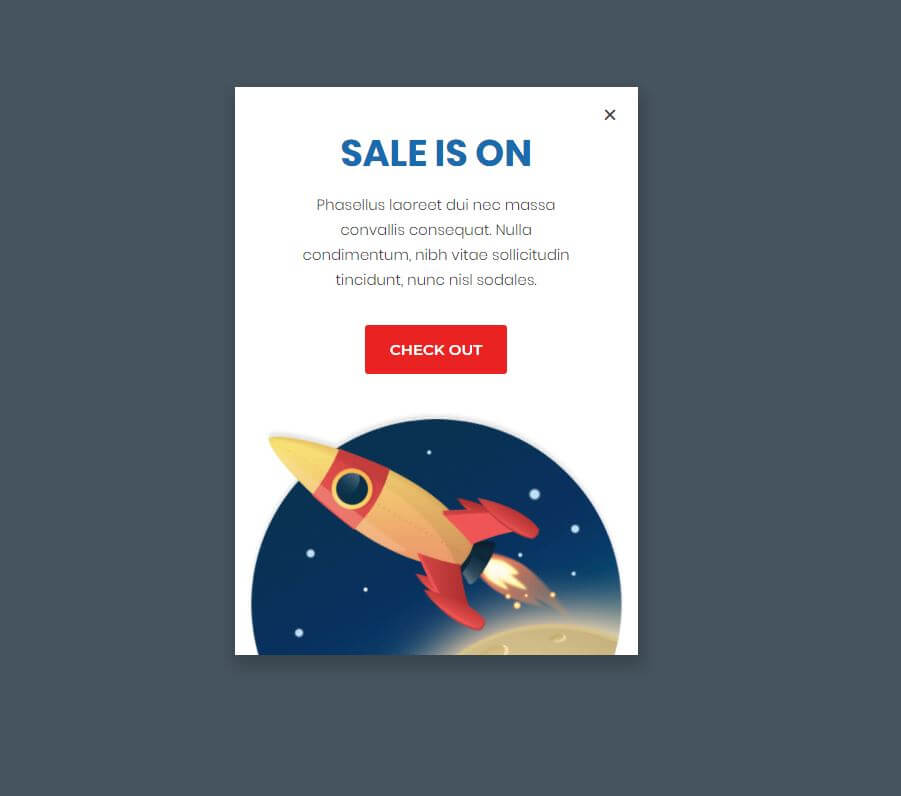 SALE IS ON
Phasellus laoreet dui nec massa
convallis consequat. Nulla
condimentum, nibh vitae sollicitudin
tincidunt, nunc nisl sodales.
CHECK OUT